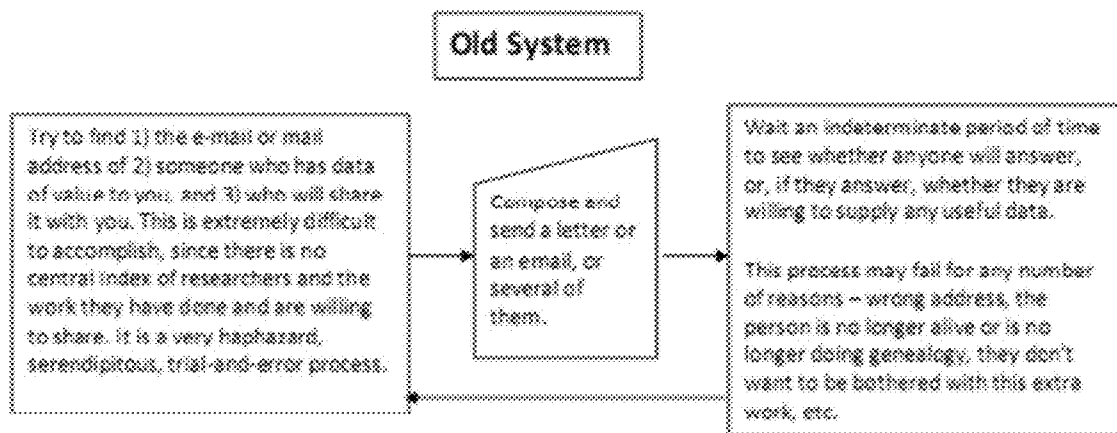 Old System
Try to find 1) the e-mail or mail
address of 2) someone who has data
of value to you, and 3) who will share
it with you. This is extremely difficult
to accomplish, since there is no
central index of researchers and the
work they have done and are willing
to share. It is a very haphazard,
serendipitous, trial-and-error process.
Compose and
send a letter or
an email, or
several of
them.
Wait an indeterminate period of time
to see whether anyone will answer,
or, if they answer, whether they are
willing to supply any useful data.
This process may fail for any number
of reasons – wrong address, the
person is no longer alive or is no
longer doing genealogy, they don't
want to be bothered with this extra
work, etc.